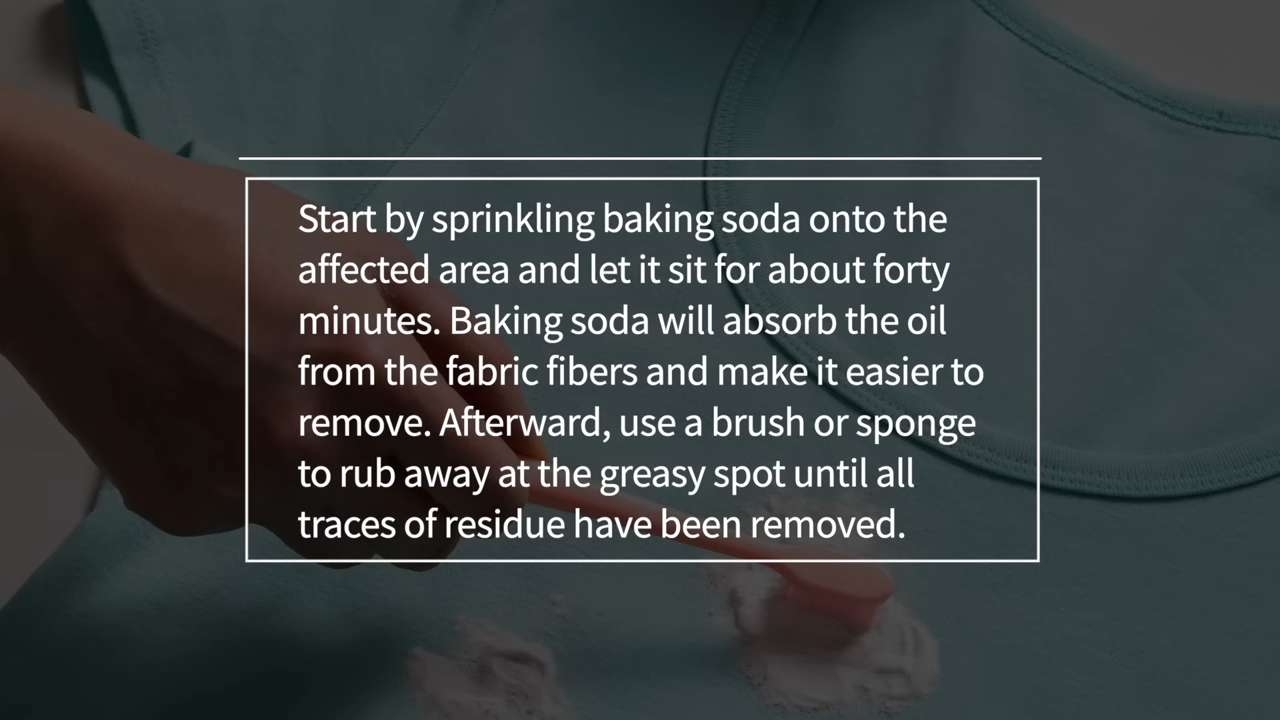 Start by sprinkling baking soda onto the
affected area and let it sit for about forty
minutes. Baking soda will absorb the oil
from the fabric fibers and make it easier to
remove. Afterward, use a brush or sponge
to rub away at the greasy spot until all
traces of residue have been removed.